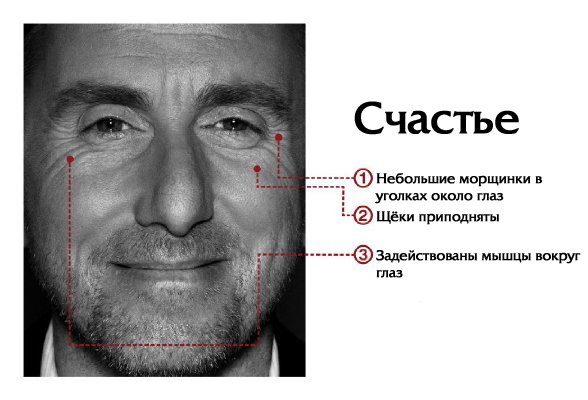 Счастье
1 Небольшие морщинки в
уголках около глаз
2 Щёки приподняты
3 Задействованы мышцы вокруг
глаз